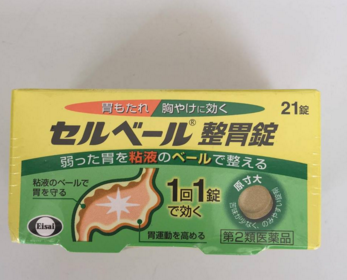 胃もたれ 胸やけに効く
21錠
セルベール® 整胃錠
弱った胃を粘液のベールで整える
粘液のベールで
胃を守る
1回1錠
で効く
原寸大
Eisai
胃運動を高める
第2類医薬品